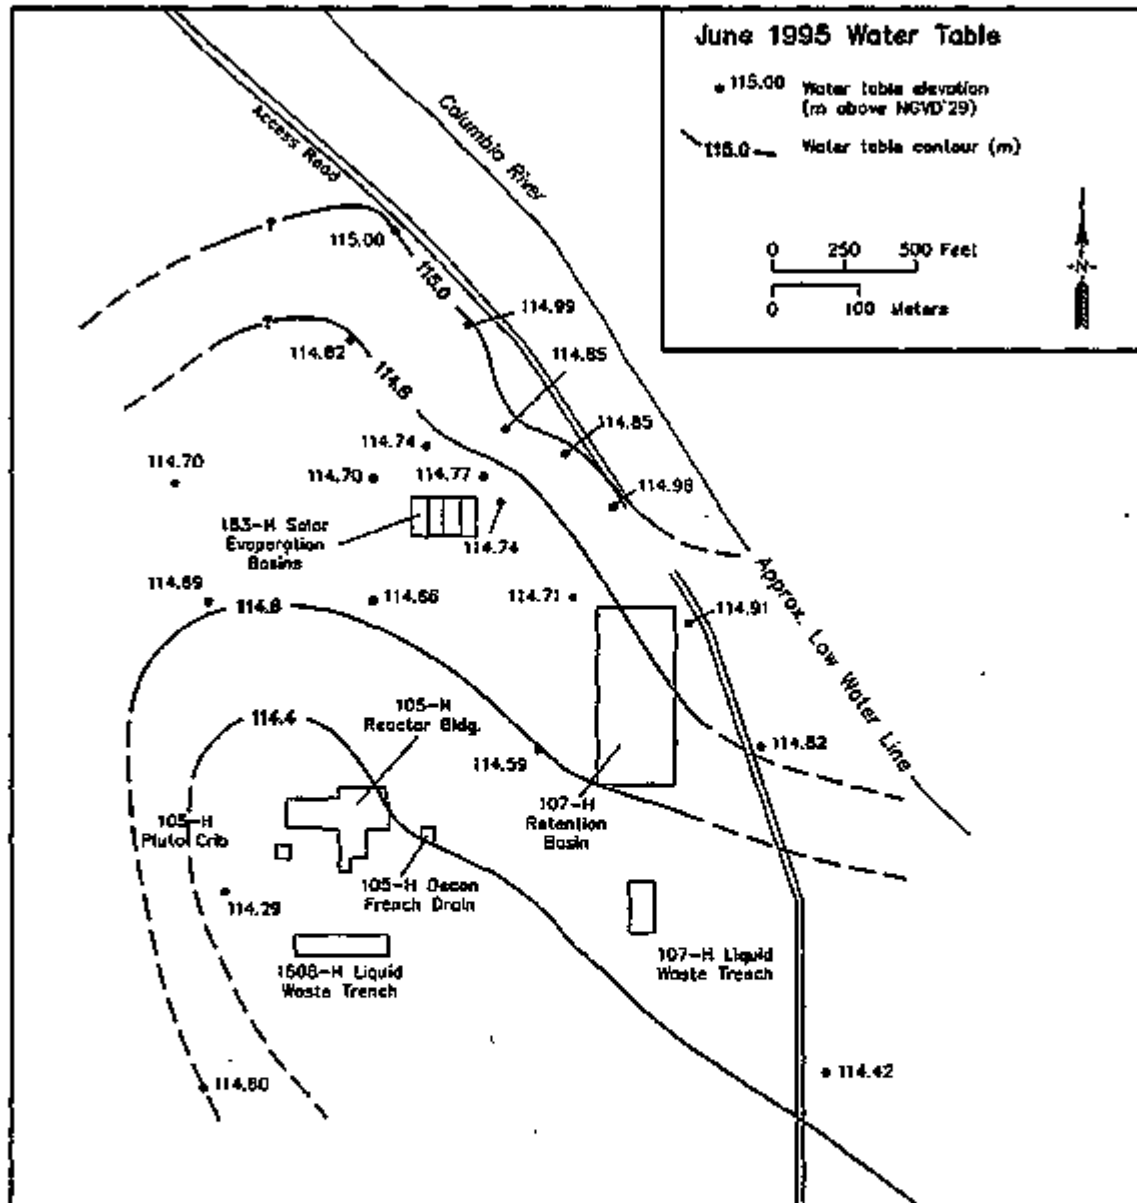 June 1995 Water Table
115.00 Water table elevation
(m above NGVD'29)
115.0 Water table contour (m)
0 250 500 Feet
0 100 Meters
N
Columbia River
Access Road
?
115.00
115.0
114.99
?
114.82
114.8
114.85
114.85
114.74
114.70
114.70
114.77
114.98
183-H Solar
Evaporation
Basins
114.74
Approx. Low Water Line
114.69
114.6
114.66
114.71
114.91
105-H
Reactor Bldg.
114.4
114.59
114.82
107-H
Retention
Basin
105-H
Pluto Crib
105-H Decon
French Drain
114.29
107-H Liquid
Waste Trench
1608-H Liquid
Waste Trench
114.60
114.42